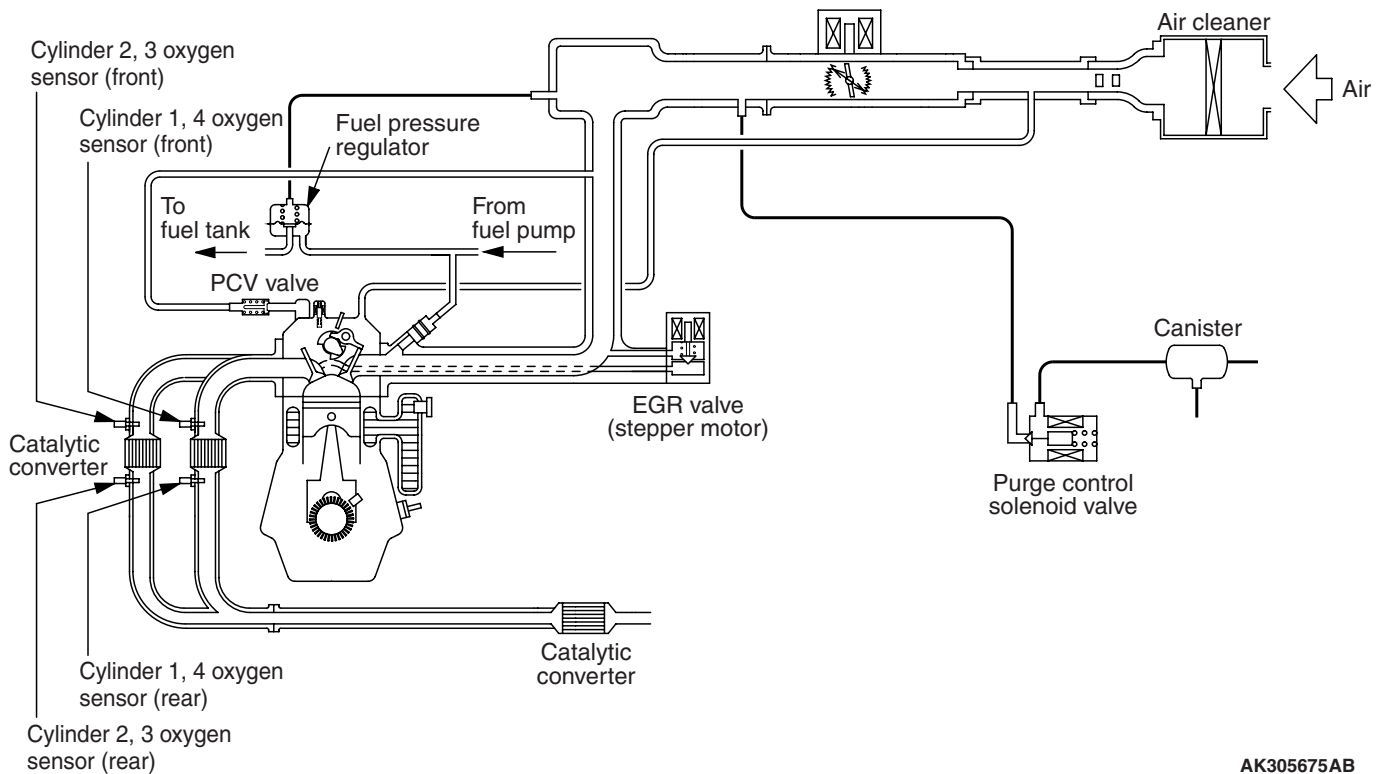 Air cleaner
Cylinder 2, 3 oxygen
sensor (front)
Air
Cylinder 1, 4 oxygen
sensor (front)
Fuel pressure
regulator
To
fuel tank
From
fuel pump
PCV valve
Canister
EGR valve
(stepper motor)
Catalytic
converter
Purge control
solenoid valve
Catalytic
converter
Cylinder 1, 4 oxygen
sensor (rear)
Cylinder 2, 3 oxygen
sensor (rear)
AK305675AB